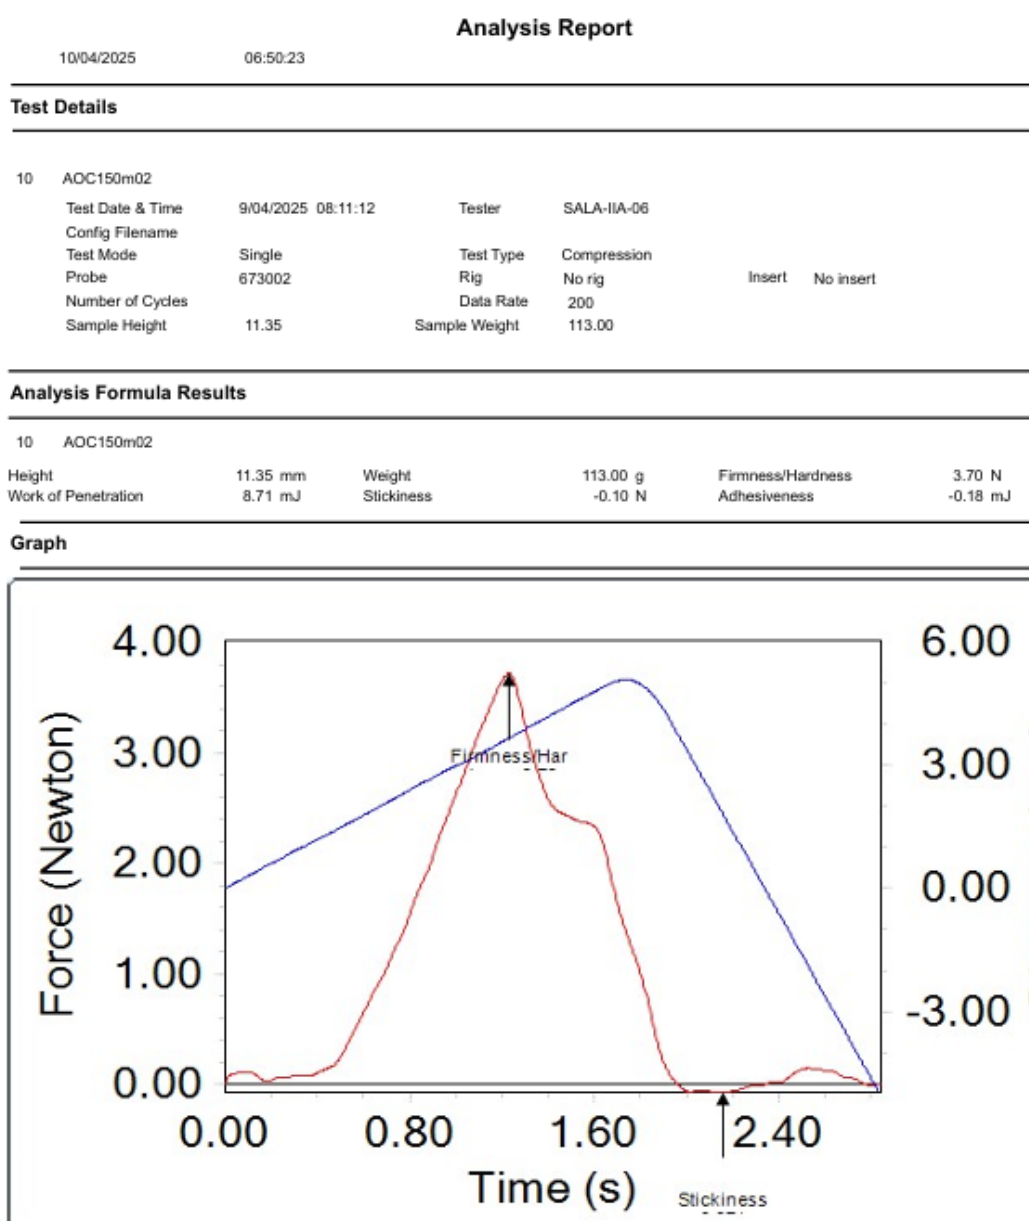 Analysis Report
10/04/2025 06:50:23
Test Details
10 AOC150m02
Test Date & Time 9/04/2025 08:11:12 Tester SALA-IIA-06
Config Filename
Test Mode Single Test Type Compression
Probe 673002 Rig No rig Insert No insert
Number of Cycles Data Rate 200
Sample Height 11.35 Sample Weight 113.00
Analysis Formula Results
10 AOC150m02
Height 11.35 mm Weight 113.00 g Firmness/Hardness 3.70 N
Work of Penetration 8.71 mJ Stickiness -0.10 N Adhesiveness -0.18 mJ
Graph
4.00 6.00
3.00 3.00
Firmness/Har
2.00 0.00
1.00 -3.00
0.00
Force (Newton)
0.00 0.80 1.60 2.40
Time (s)
Stickiness